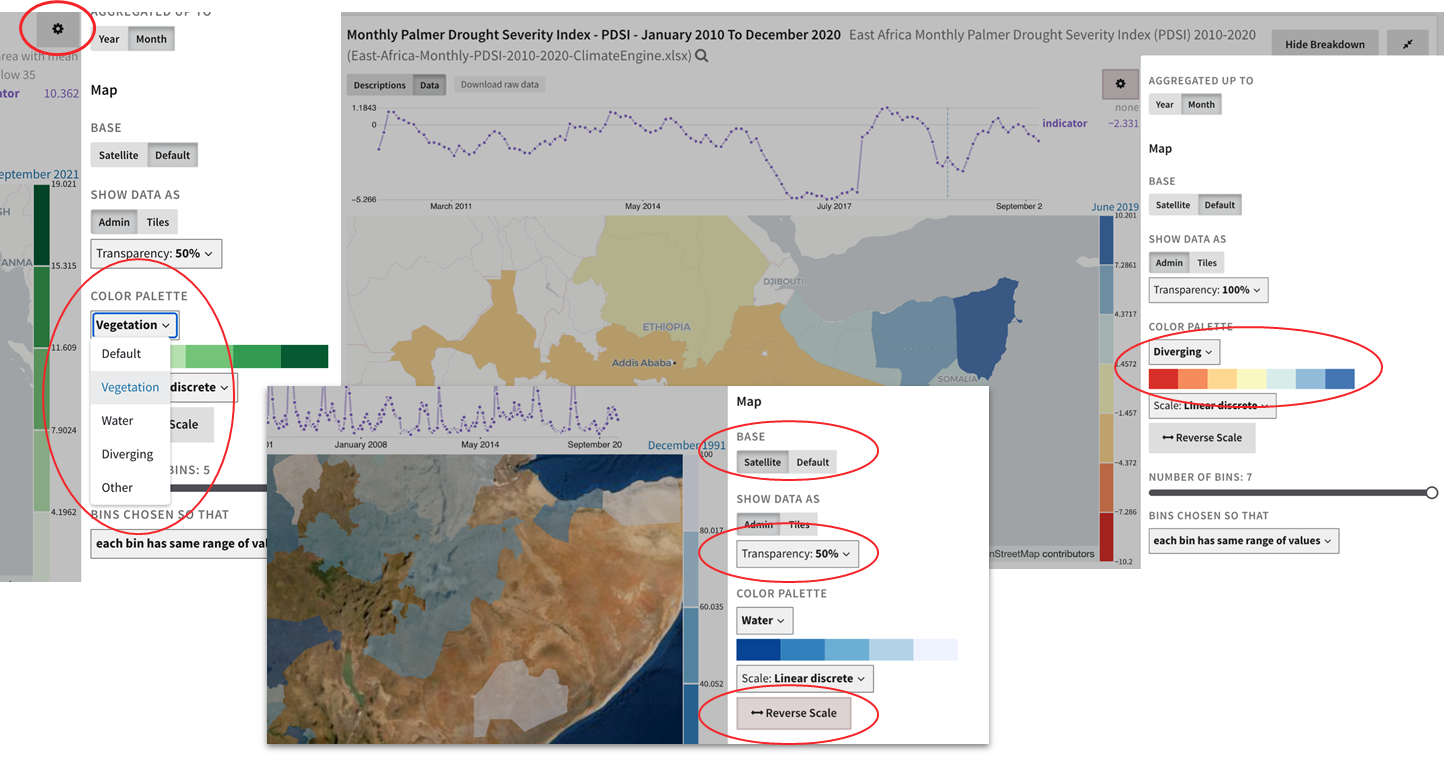 AGGREGATED UP TO
Year Month
area with mean
low 35
10.362
Map
BASE
Satellite Default
eptember 2021
SHOW DATA AS
19.021
Admin Tiles
Transparency: 50%
15.315
COLOR PALETTE
Vegetation
Default
11.609
Vegetation
discrete
Water
Scale
7.9024
Diverging
BINS: 5
Other
4.1962
BINS CHOSEN SO THAT
each bin has same range of val
Monthly Palmer Drought Severity Index - PDSI - January 2010 To December 2020 East Africa Monthly Palmer Drought Severity Index (PDSI) 2010-2020
(East-Africa-Monthly-PDSI-2010-2020-ClimateEngine.xlsx)
Hide Breakdown
Descriptions Data Download raw data
none
1.1843
0
indicator −2.331
−5.266
March 2011 May 2014 July 2017 September 2
June 2019
10.201
7.2861
4.3717
1.4572
−1.457
−4.372
−7.286
−10.2
DJIBOUTI
ETHIOPIA
Addis Ababa
SOMALIA
nStreetMap contributors
AGGREGATED UP TO
Year Month
Map
BASE
Satellite Default
SHOW DATA AS
Admin Tiles
Transparency: 100%
COLOR PALETTE
Diverging
Scale: Linear discrete
Reverse Scale
NUMBER OF BINS: 7
BINS CHOSEN SO THAT
each bin has same range of values
01 January 2008 May 2014 September 20
December 1991
100
80.017
60.035
40.052
Map
BASE
Satellite Default
SHOW DATA AS
Admin Tiles
Transparency: 50%
COLOR PALETTE
Water
Scale: Linear discrete
Reverse Scale